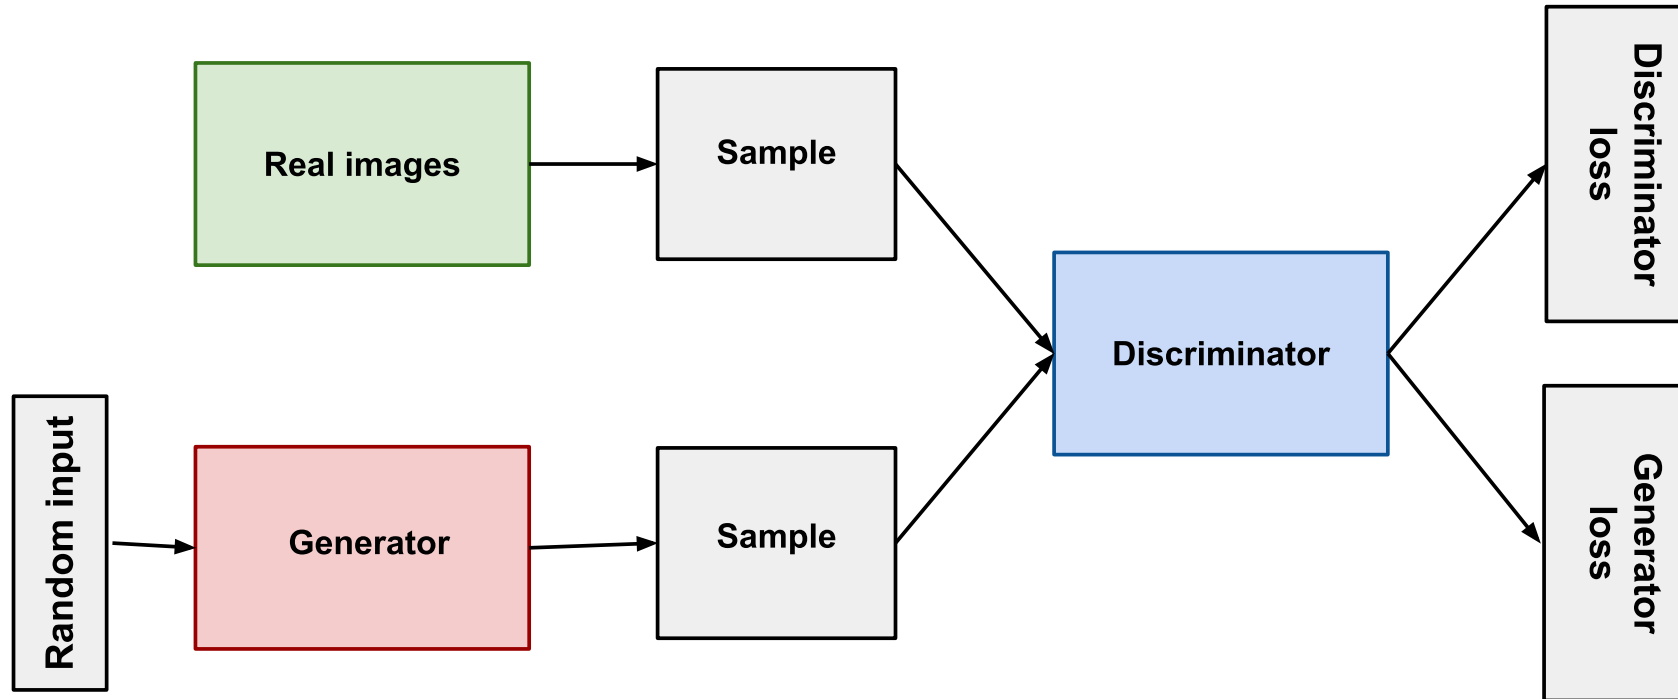 Real images
Sample
Discriminator
loss
Discriminator
Random input
Generator
Sample
Generator
loss